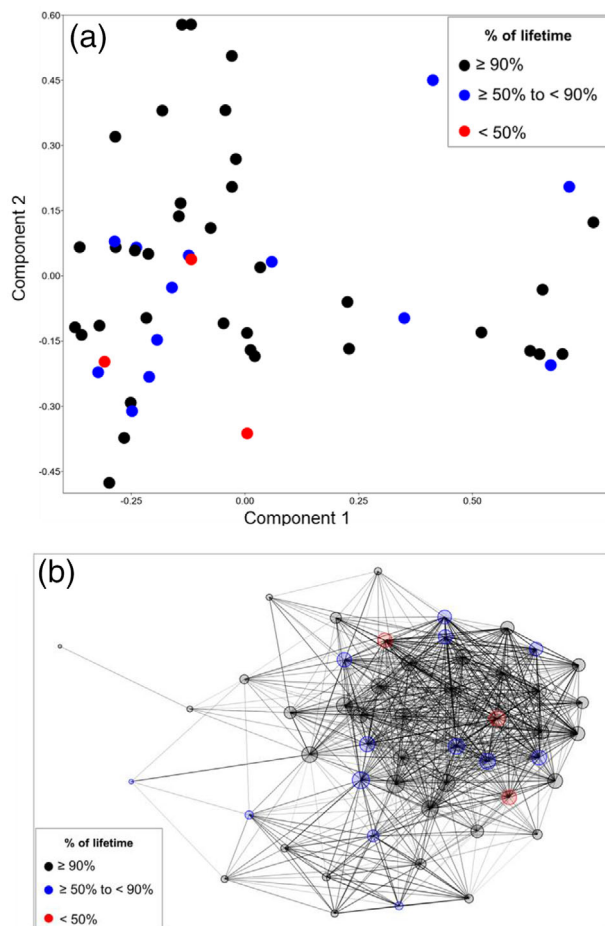 (a)
% of lifetime
≥ 90%
≥ 50% to < 90%
< 50%
0.60
0.45
0.30
0.15
0.00
-0.15
-0.30
-0.45
Component 2
-0.25
0.00
0.25
0.50
Component 1
(b)
% of lifetime
≥ 90%
≥ 50% to < 90%
< 50%